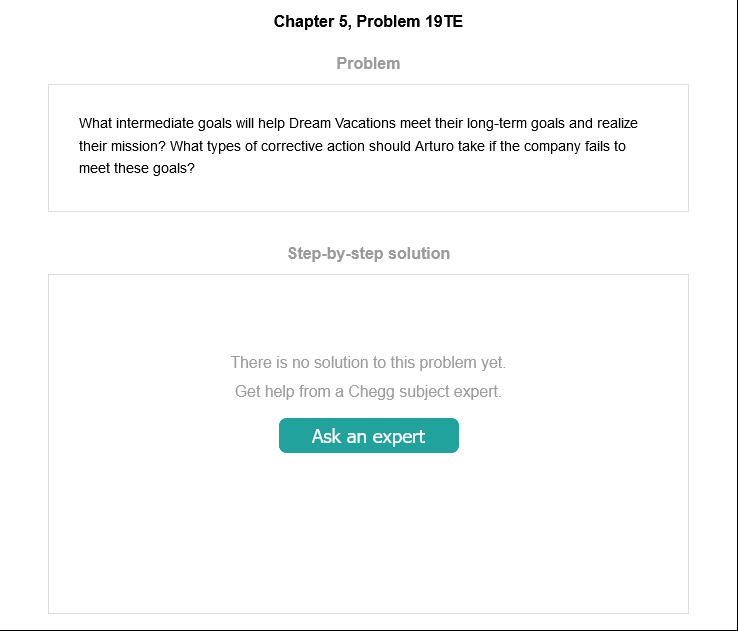 Chapter 5, Problem 19TE
Problem
What intermediate goals will help Dream Vacations meet their long-term goals and realize
their mission? What types of corrective action should Arturo take if the company fails to
meet these goals?
Step-by-step solution
There is no solution to this problem yet.
Get help from a Chegg subject expert.
Ask an expert